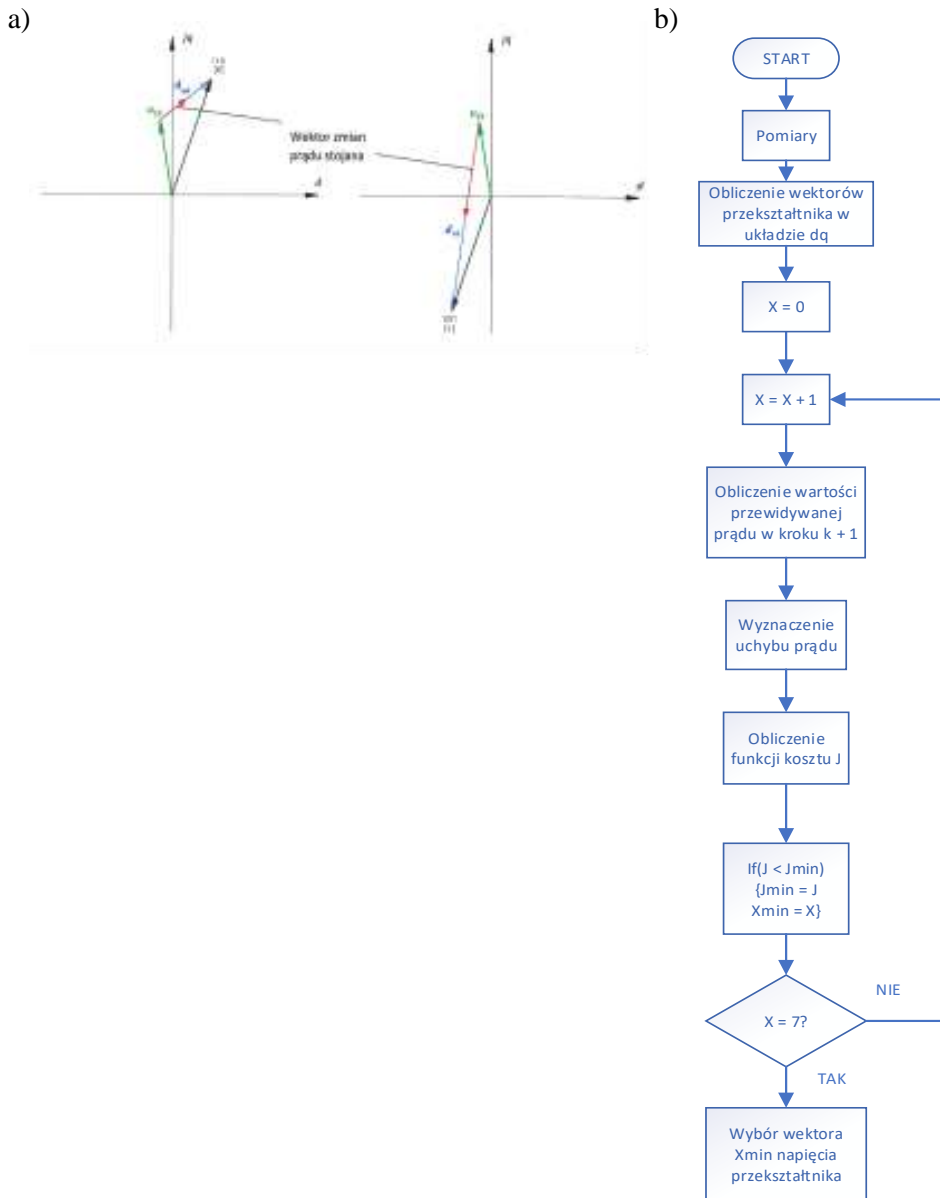 a)
Wektor zmian
prądu stojana
b)
START
Pomiary
Obliczenie wektorów
przekształtnika w
układzie dq
X = 0
X = X + 1
Obliczenie wartości
przewidywanej
prądu w kroku k + 1
Wyznaczenie
uchybu prądu
Obliczenie
funkcji kosztu J
If(J < Jmin)
{Jmin = J
Xmin = X}
X = 7?
NIE
TAK
Wybór wektora
Xmin napięcia
przekształtnika